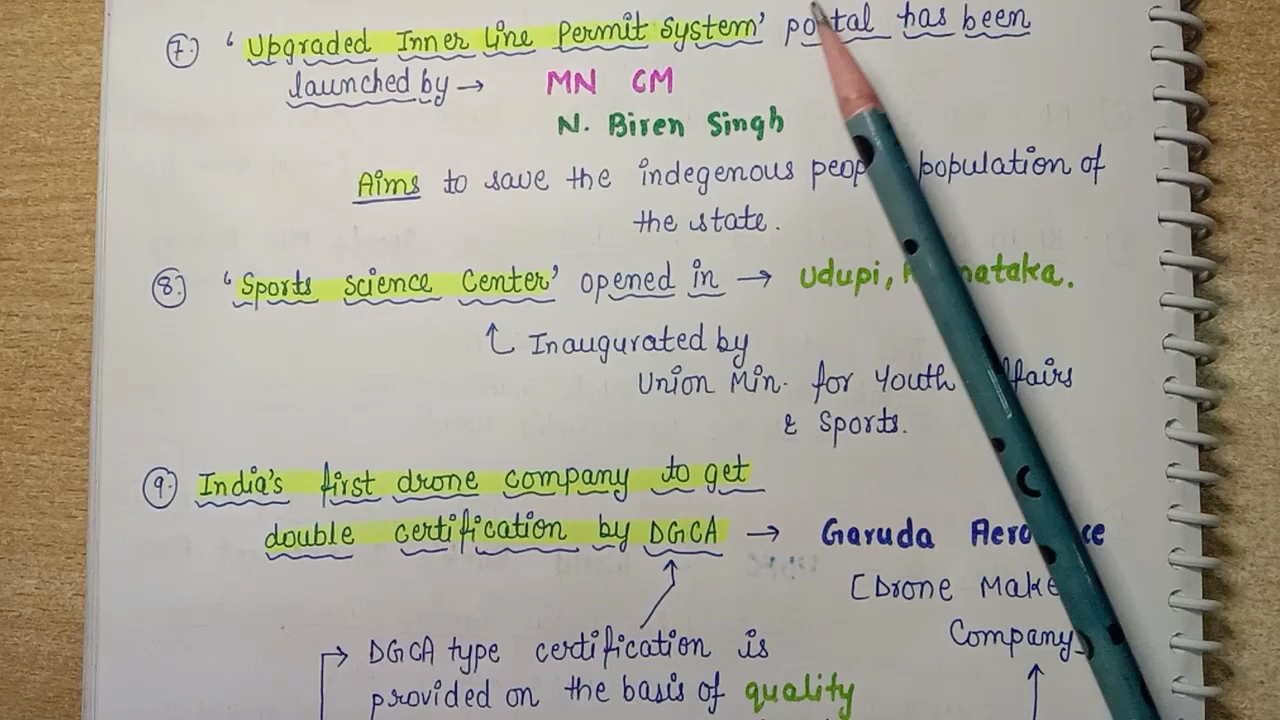 7. 'Upgraded Inner Line Permit System' portal has been
launched by → MN CM
N. Biren Singh
Aims to save the indegenous population of
the state.
8. 'Sports Science Center' opened in → Udupi, Karnataka.
↑ Inaugurated by
Union Min. for Youth Affairs
& Sports.
9. India's first drone company to get
double certification by DGCA → Garuda
[Drone
Company
→ DGCA type certification is
provided on the basis of quality